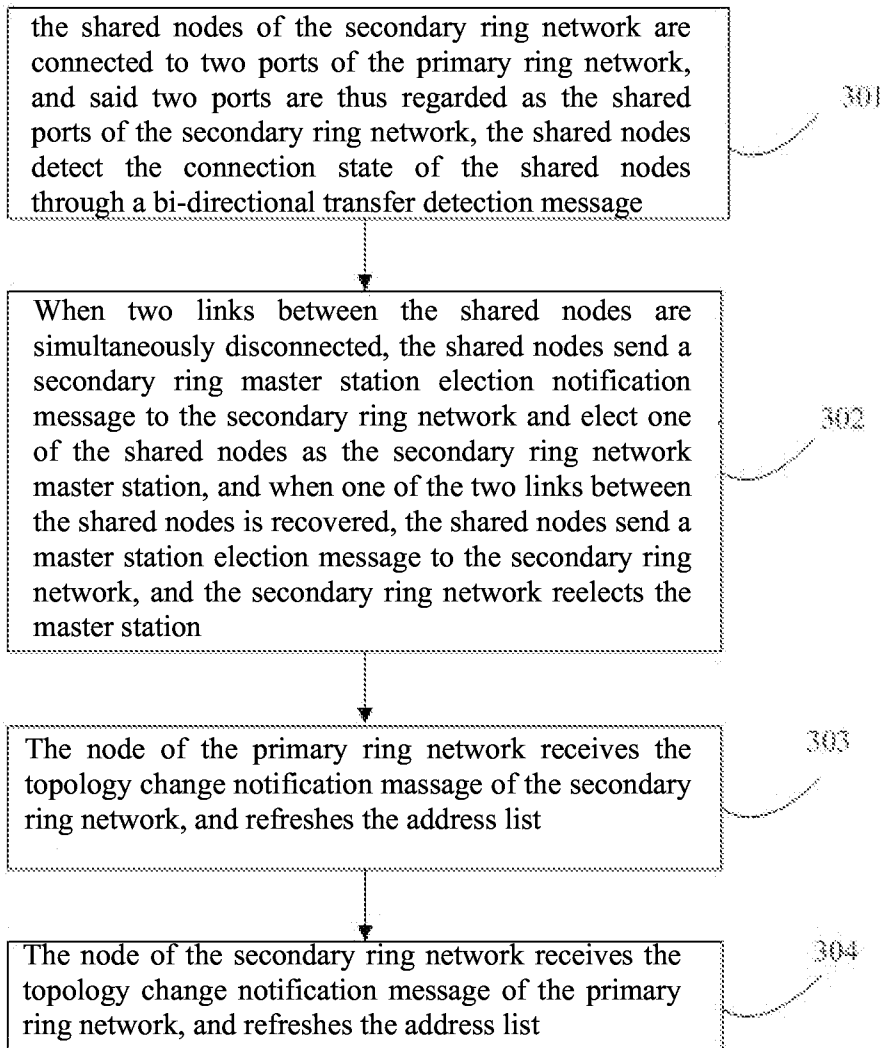 the shared nodes of the secondary ring network are
connected to two ports of the primary ring network,
and said two ports are thus regarded as the shared
ports of the secondary ring network, the shared nodes
detect the connection state of the shared nodes
through a bi-directional transfer detection message
301
When two links between the shared nodes are
simultaneously disconnected, the shared nodes send a
secondary ring master station election notification
message to the secondary ring network and elect one
of the shared nodes as the secondary ring network
master station, and when one of the two links between
the shared nodes is recovered, the shared nodes send a
master station election message to the secondary ring
network, and the secondary ring network reelects the
master station
302
The node of the primary ring network receives the
topology change notification massage of the secondary
ring network, and refreshes the address list
303
The node of the secondary ring network receives the
topology change notification message of the primary
ring network, and refreshes the address list
304